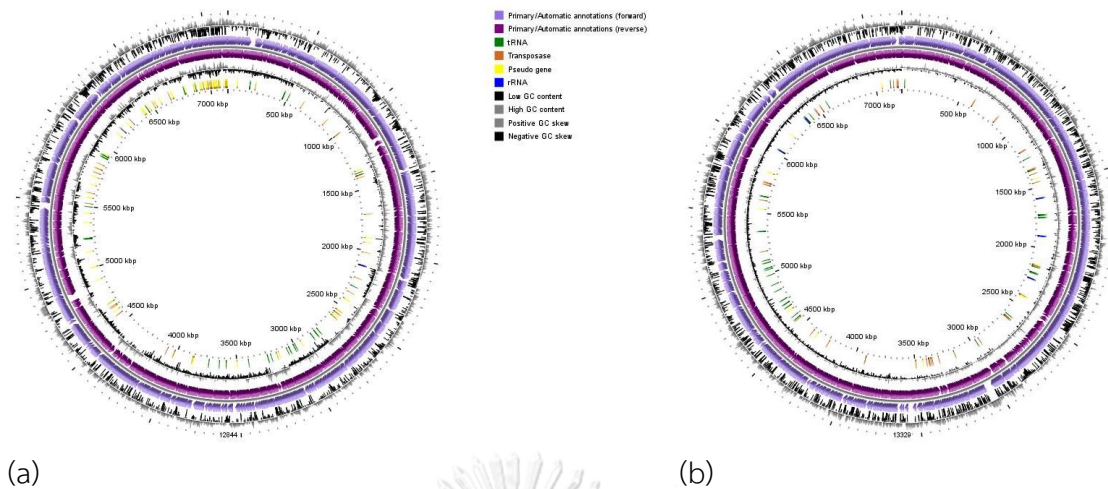 Primary/Automatic annotations (forward)
Primary/Automatic annotations (reverse)
tRNA
Transposase
Pseudo gene
rRNA
Low GC content
High GC content
Positive GC skew
Negative GC skew
7000 kbp
500 kbp
6500 kbp
1000 kbp
6000 kbp
1500 kbp
5500 kbp
2000 kbp
5000 kbp
2500 kbp
4500 kbp
3000 kbp
4000 kbp
3500 kbp
12844
(a)
7000 kbp
500 kbp
6500 kbp
1000 kbp
6000 kbp
1500 kbp
5500 kbp
2000 kbp
5000 kbp
2500 kbp
4500 kbp
3000 kbp
4000 kbp
3500 kbp
13329
(b)